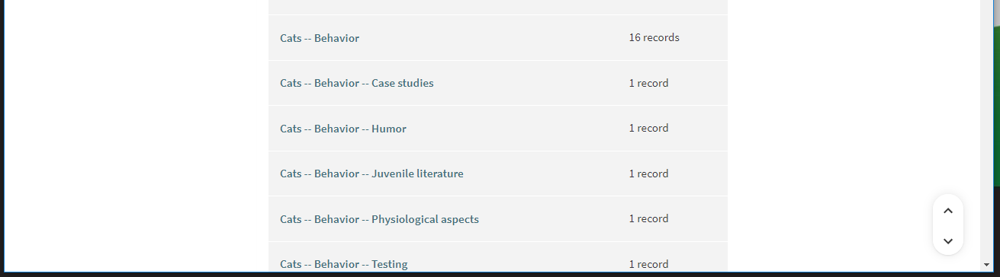 Cats -- Behavior 16 records
Cats -- Behavior -- Case studies 1 record
Cats -- Behavior -- Humor 1 record
Cats -- Behavior -- Juvenile literature 1 record
Cats -- Behavior -- Physiological aspects 1 record
Cats -- Behavior -- Testing 1 record